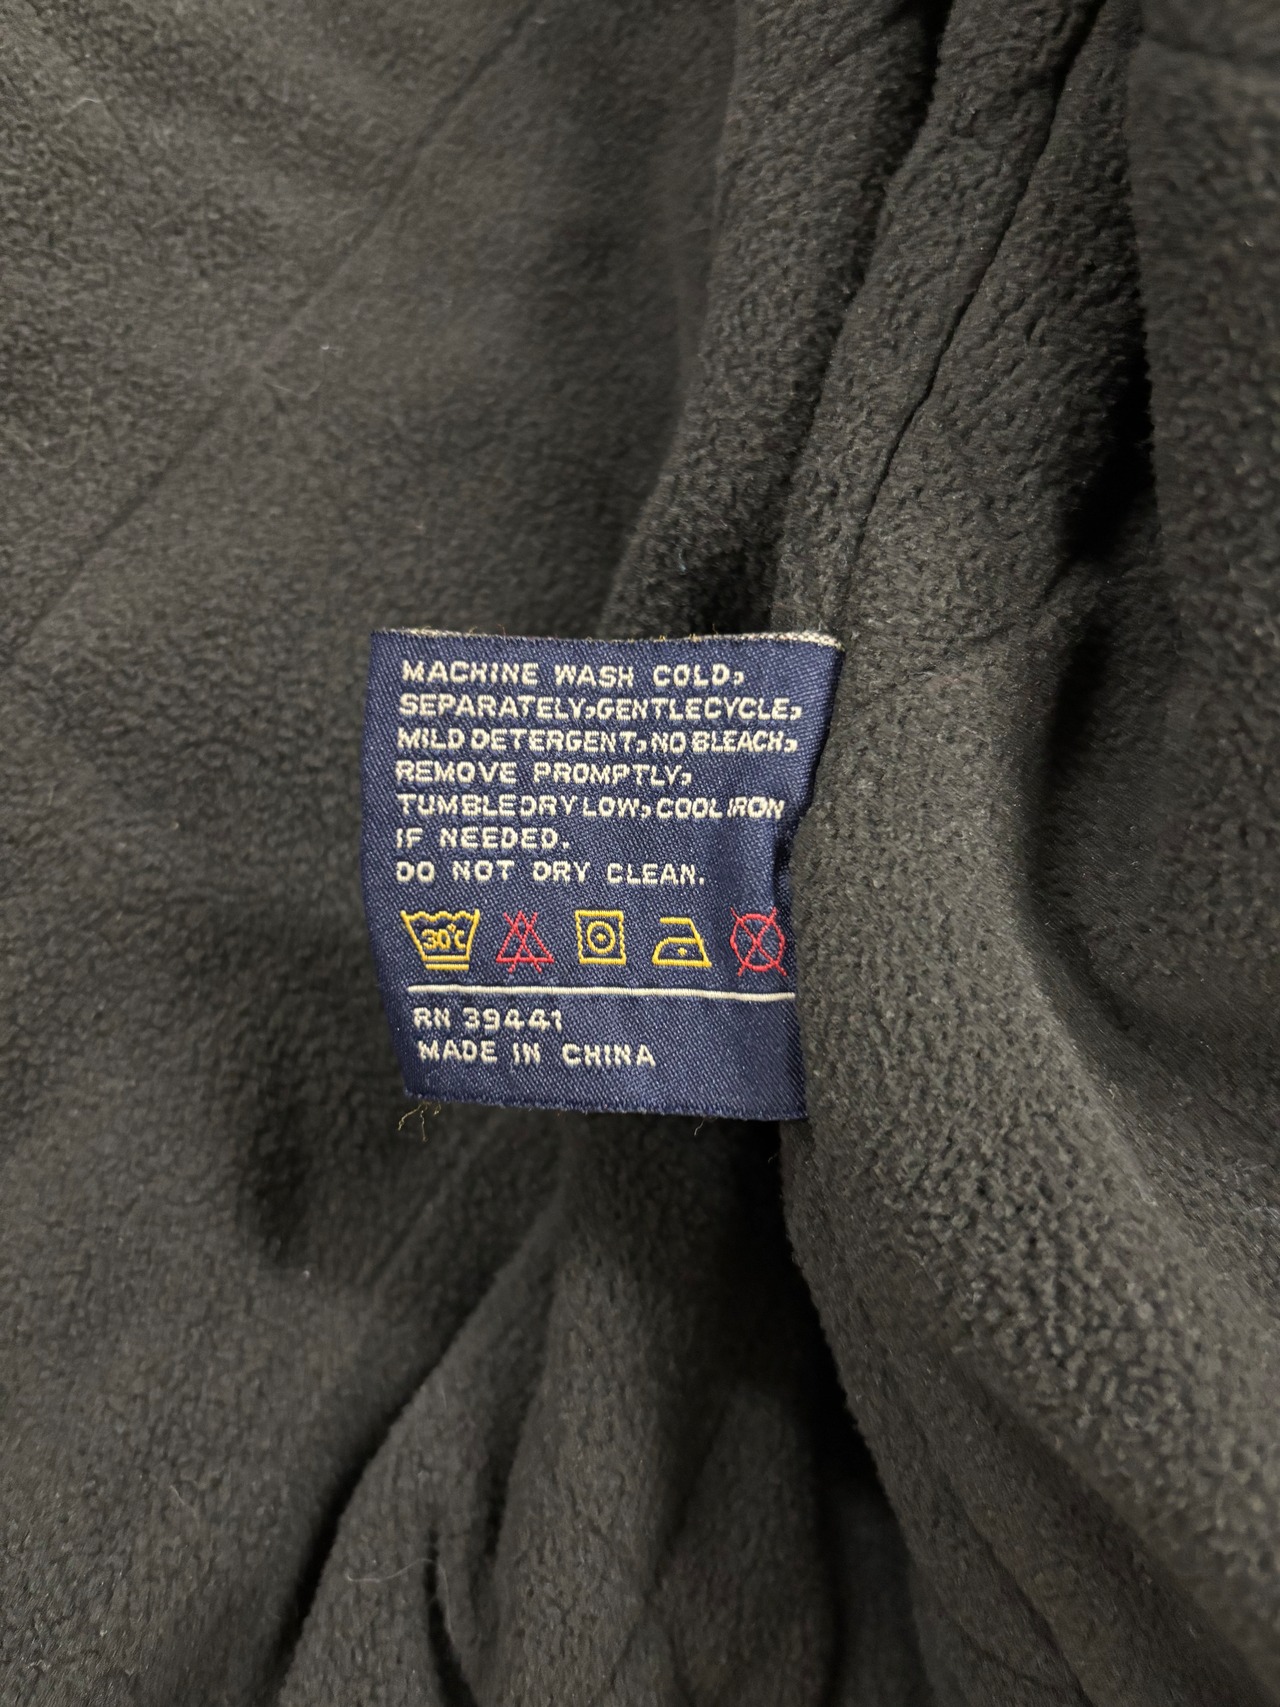 MACHINE WASH COLD,
SEPARATELY,GENTLECYCLE,
MILD DETERGENT,NO BLEACH,
REMOVE PROMPTLY,
TUMBLEDRY LOW,COOL IRON
IF NEEDED.
DO NOT DRY CLEAN.
30°C
RN 39441
MADE IN CHINA